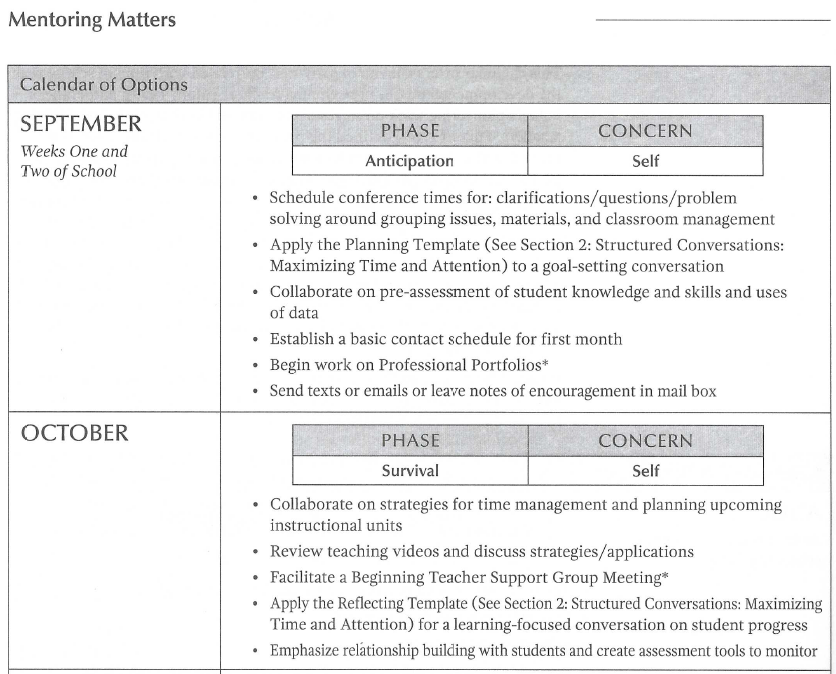 Mentoring Matters
Calendar of Options
SEPTEMBER
Weeks One and
Two of School
PHASE CONCERN
Anticipation Self
• Schedule conference times for: clarifications/questions/problem
solving around grouping issues, materials, and classroom management
• Apply the Planning Template (See Section 2: Structured Conversations:
Maximizing Time and Attention) to a goal-setting conversation
• Collaborate on pre-assessment of student knowledge and skills and uses
of data
• Establish a basic contact schedule for first month
• Begin work on Professional Portfolios*
• Send texts or emails or leave notes of encouragement in mail box
OCTOBER
PHASE CONCERN
Survival Self
• Collaborate on strategies for time management and planning upcoming
instructional units
• Review teaching videos and discuss strategies/applications
• Facilitate a Beginning Teacher Support Group Meeting*
• Apply the Reflecting Template (See Section 2: Structured Conversations: Maximizing
Time and Attention) for a learning-focused conversation on student progress
• Emphasize relationship building with students and create assessment tools to monitor